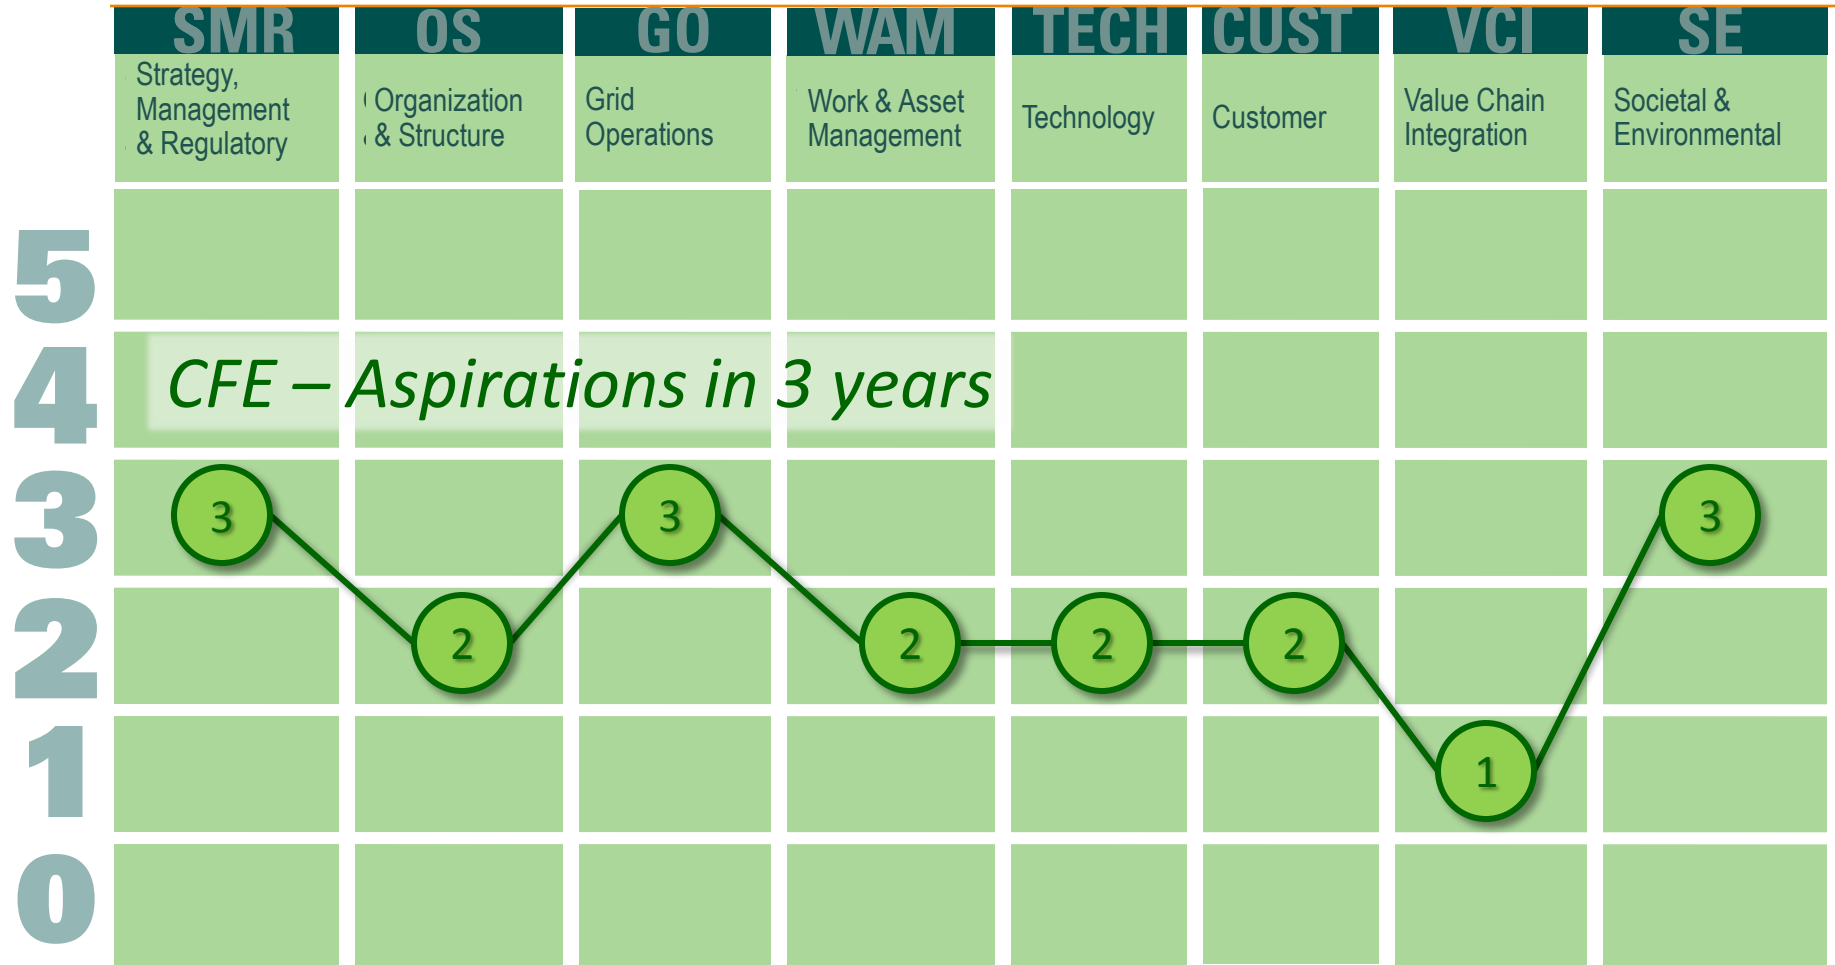 SMR OS GO WAM TECH CUST VCI SE
Strategy,
Management
& Regulatory
Organization
& Structure
Grid
Operations
Work & Asset
Management
Technology
Customer
Value Chain
Integration
Societal &
Environmental
5
4
CFE – Aspirations in 3 years
3
3 3 3
2
2 2 2 2
1
1
0